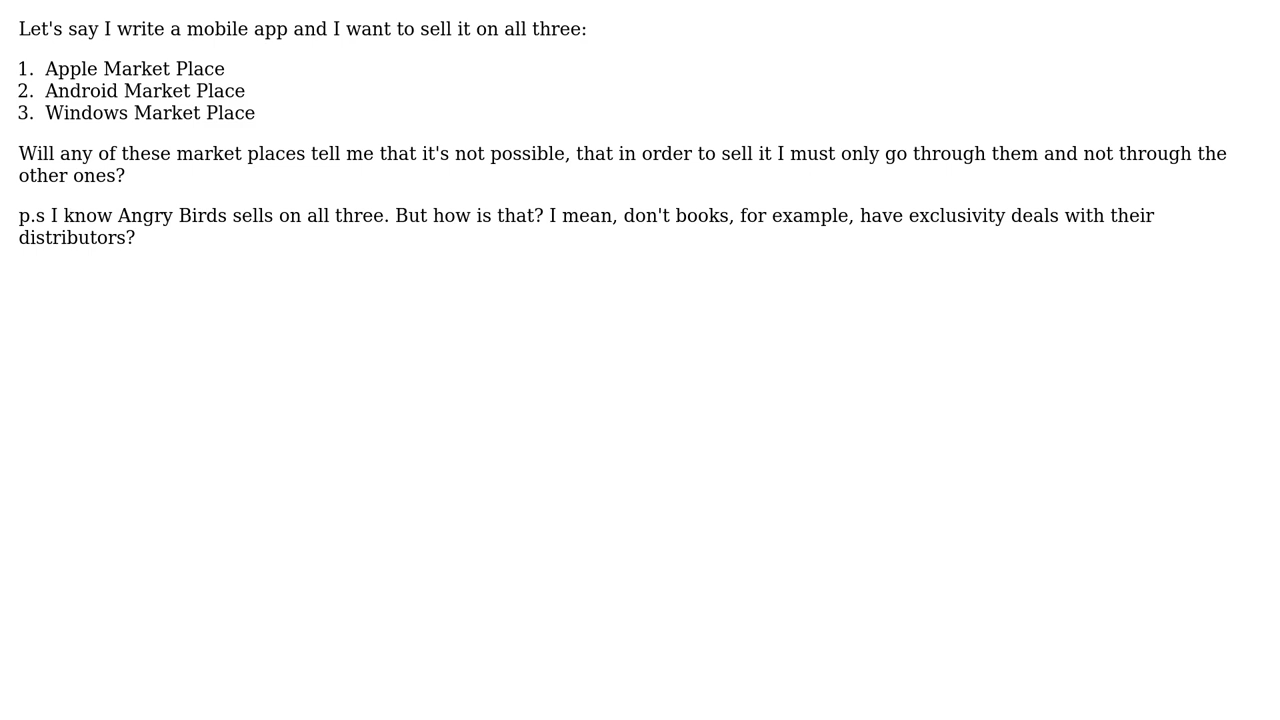 Let's say I write a mobile app and I want to sell it on all three:
1. Apple Market Place
2. Android Market Place
3. Windows Market Place
Will any of these market places tell me that it's not possible, that in order to sell it I must only go through them and not through the
other ones?
p.s I know Angry Birds sells on all three. But how is that? I mean, don't books, for example, have exclusivity deals with their
distributors?